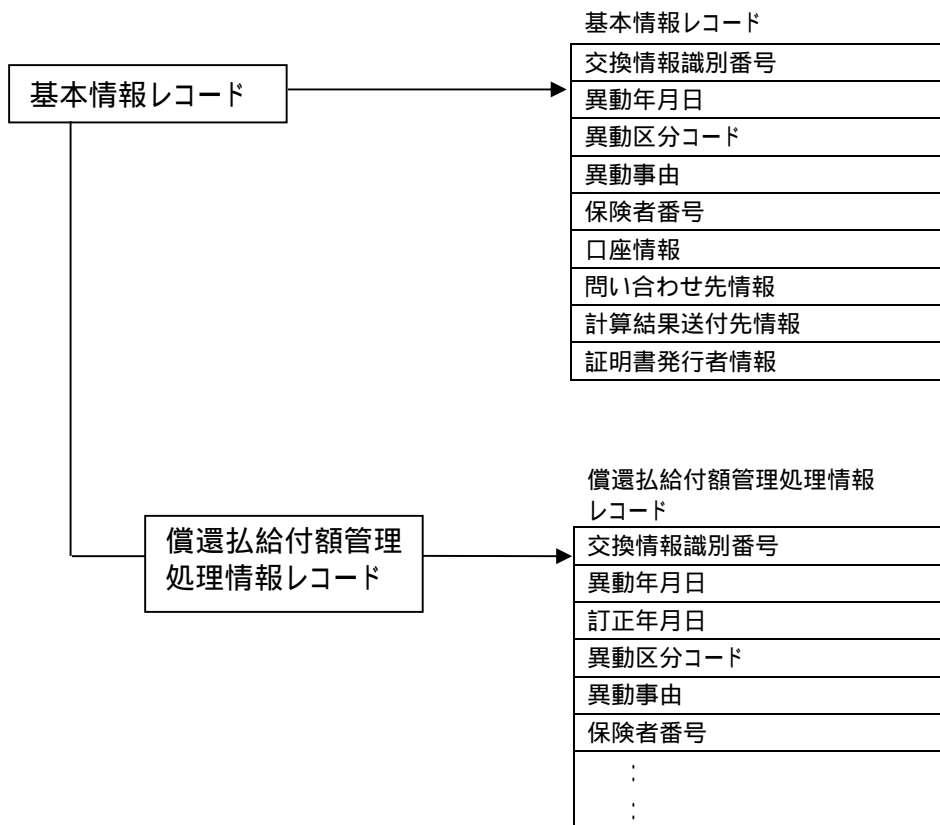 基本情報レコード
基本情報レコード
交換情報識別番号
異動年月日
異動区分コード
異動事由
保険者番号
口座情報
問い合わせ先情報
計算結果送付先情報
証明書発行者情報
償還払給付額管理
処理情報レコード
償還払給付額管理処理情報
レコード
交換情報識別番号
異動年月日
訂正年月日
異動区分コード
異動事由
保険者番号
:
: